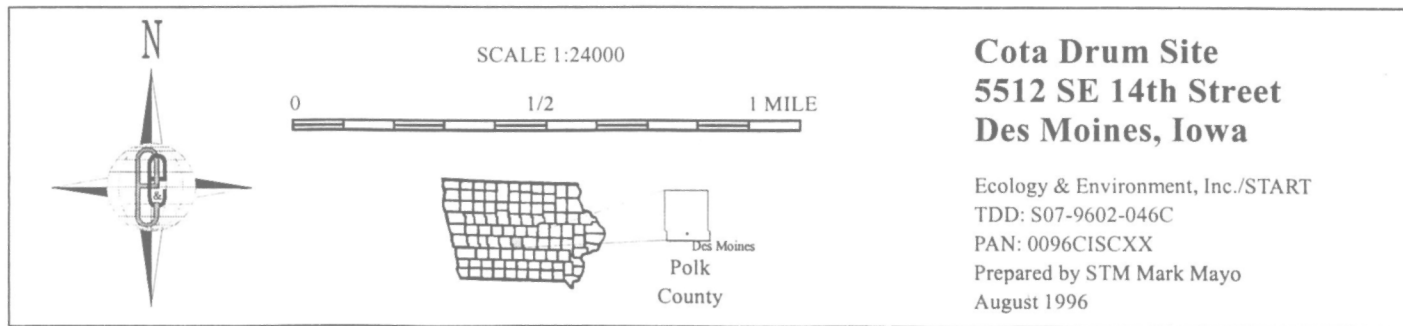 N
SCALE 1:24000
0 1/2 1 MILE
&
Des Moines
Polk
County
Cota Drum Site
5512 SE 14th Street
Des Moines, Iowa
Ecology & Environment, Inc./START
TDD: S07-9602-046C
PAN: 0096CISCXX
Prepared by STM Mark Mayo
August 1996